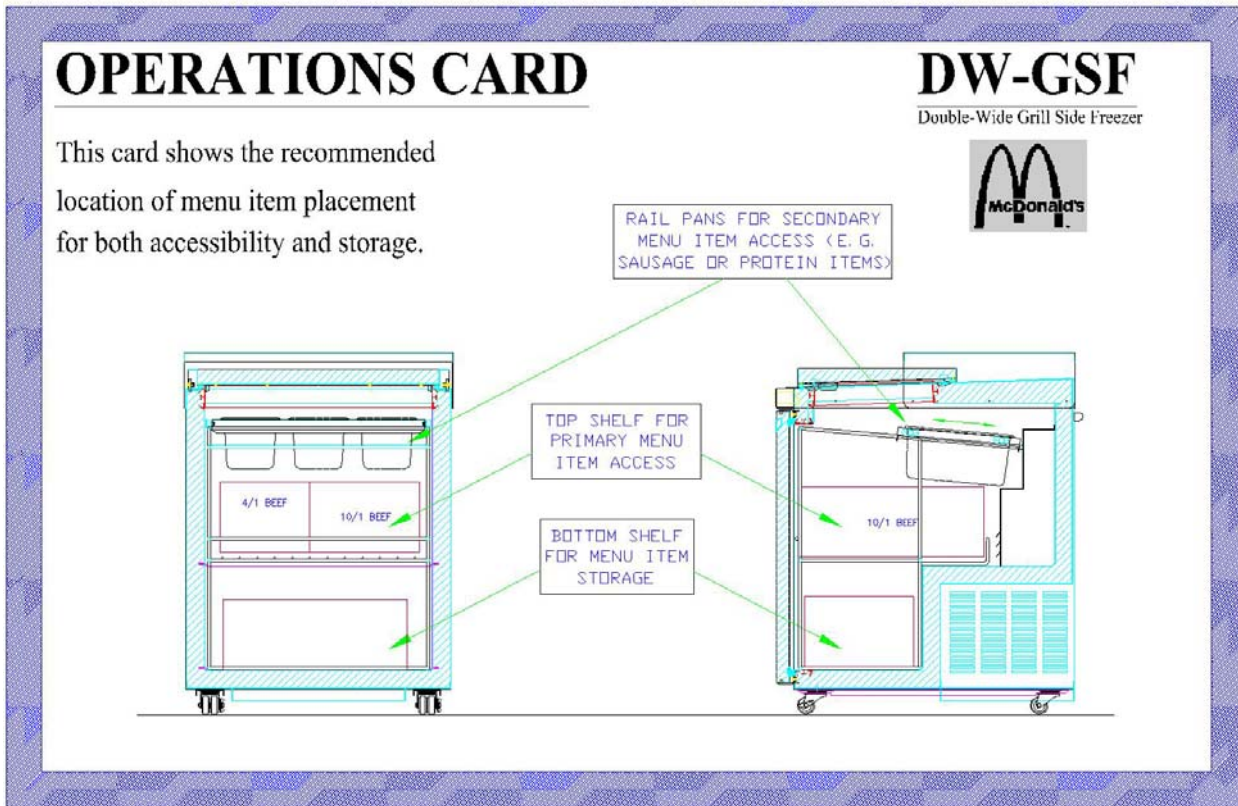 OPERATIONS CARD
DW-GSF
Double-Wide Grill Side Freezer
McDonald's
This card shows the recommended
location of menu item placement
for both accessibility and storage.
RAIL PANS FOR SECONDARY
MENU ITEM ACCESS (E.G.
SAUSAGE OR PROTEIN ITEMS)
TOP SHELF FOR
PRIMARY MENU
ITEM ACCESS
4/1 BEEF
10/1 BEEF
10/1 BEEF
BOTTOM SHELF
FOR MENU ITEM
STORAGE